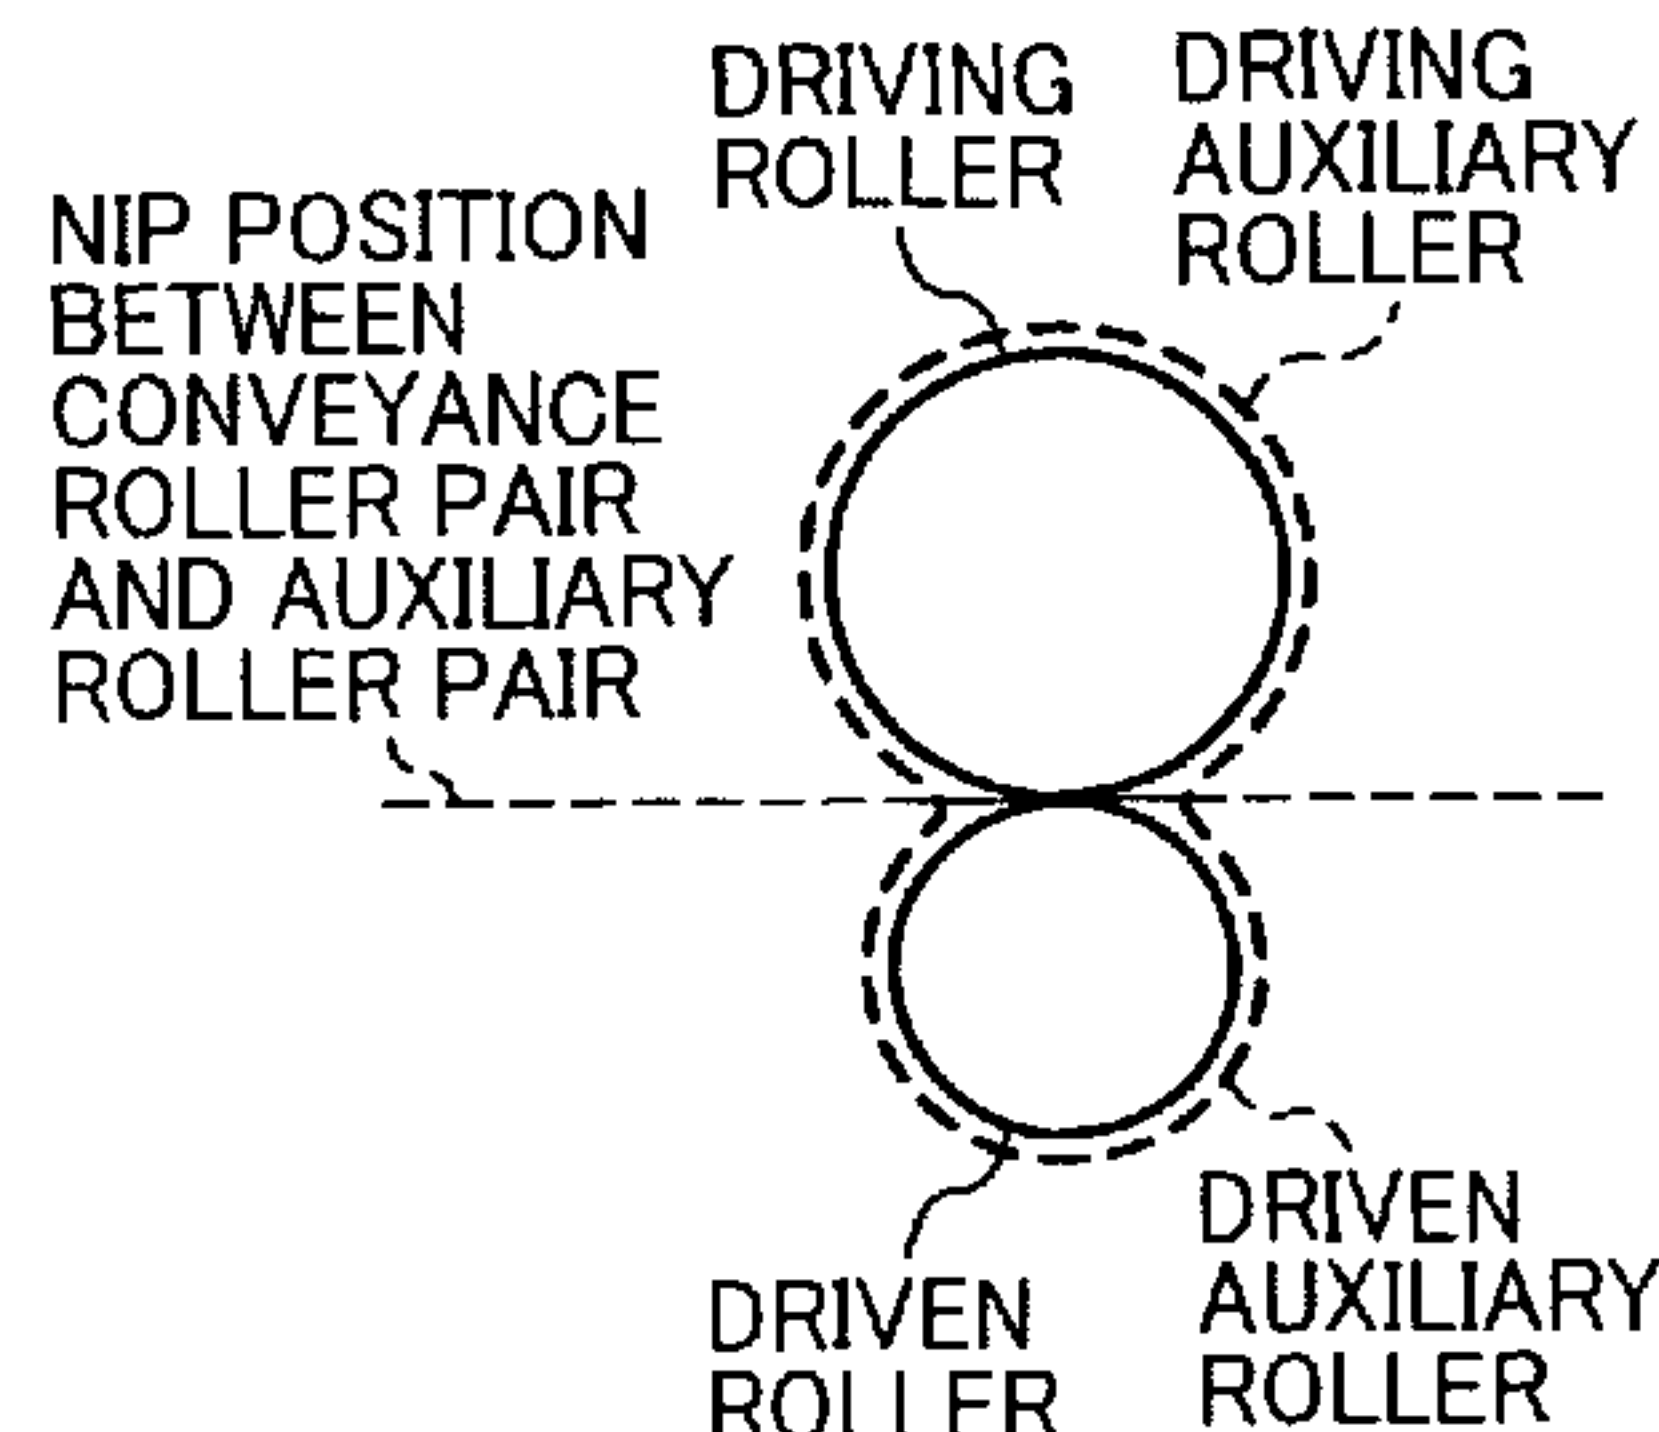 DRIVING
ROLLER
DRIVING
AUXILIARY
ROLLER
NIP POSITION
BETWEEN
CONVEYANCE
ROLLER PAIR
AND AUXILIARY
ROLLER PAIR
DRIVEN
AUXILIARY
ROLLER
DRIVEN
ROLLER